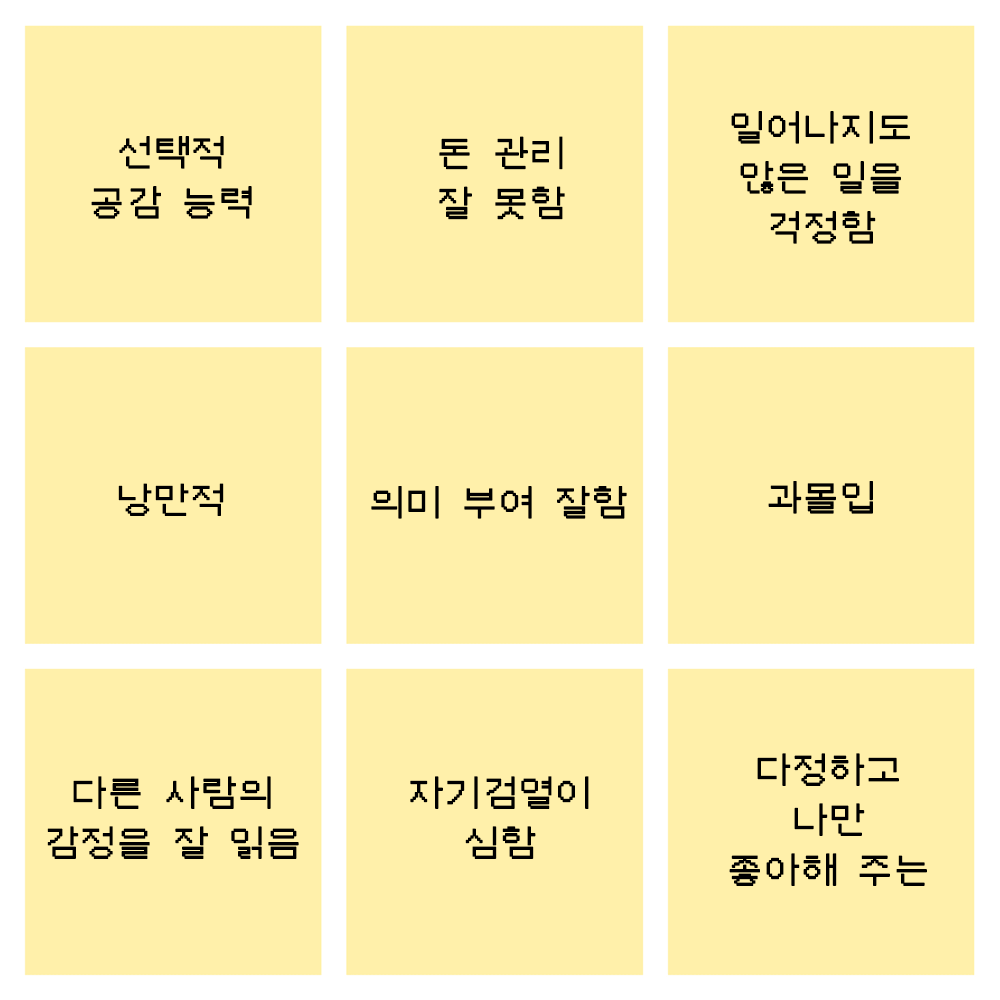 선택적
공감 능력
돈 관리
잘 못함
일어나지도
않은 일을
걱정함
낭만적
의미 부여 잘함
과몰입
다른 사람의
감정을 잘 읽음
자기검열이
심함
다정하고
나만
좋아해 주는